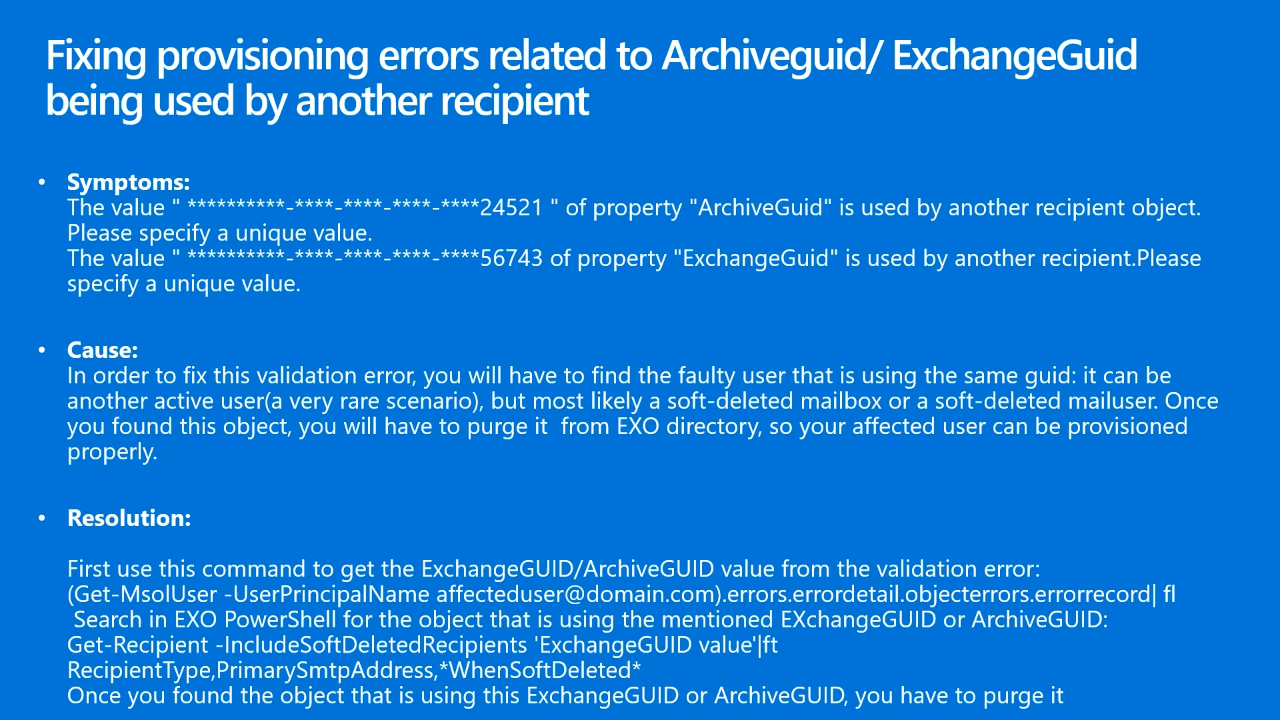 Fixing provisioning errors related to Archiveguid/ ExchangeGuid
being used by another recipient
• Symptoms:
The value " **********-****-****-****-****24521 " of property "ArchiveGuid" is used by another recipient object.
Please specify a unique value.
The value " **********-****-****-****-****56743 of property "ExchangeGuid" is used by another recipient.Please
specify a unique value.
• Cause:
In order to fix this validation error, you will have to find the faulty user that is using the same guid: it can be
another active user(a very rare scenario), but most likely a soft-deleted mailbox or a soft-deleted mailuser. Once
you found this object, you will have to purge it  from EXO directory, so your affected user can be provisioned
properly.
• Resolution:
First use this command to get the ExchangeGUID/ArchiveGUID value from the validation error:
(Get-MsolUser -UserPrincipalName affecteduser@domain.com).errors.errordetail.objecterrors.errorrecord| fl
Search in EXO PowerShell for the object that is using the mentioned EXchangeGUID or ArchiveGUID:
Get-Recipient -IncludeSoftDeletedRecipients 'ExchangeGUID value'|ft
RecipientType,PrimarySmtpAddress,*WhenSoftDeleted*
Once you found the object that is using this ExchangeGUID or ArchiveGUID, you have to purge it